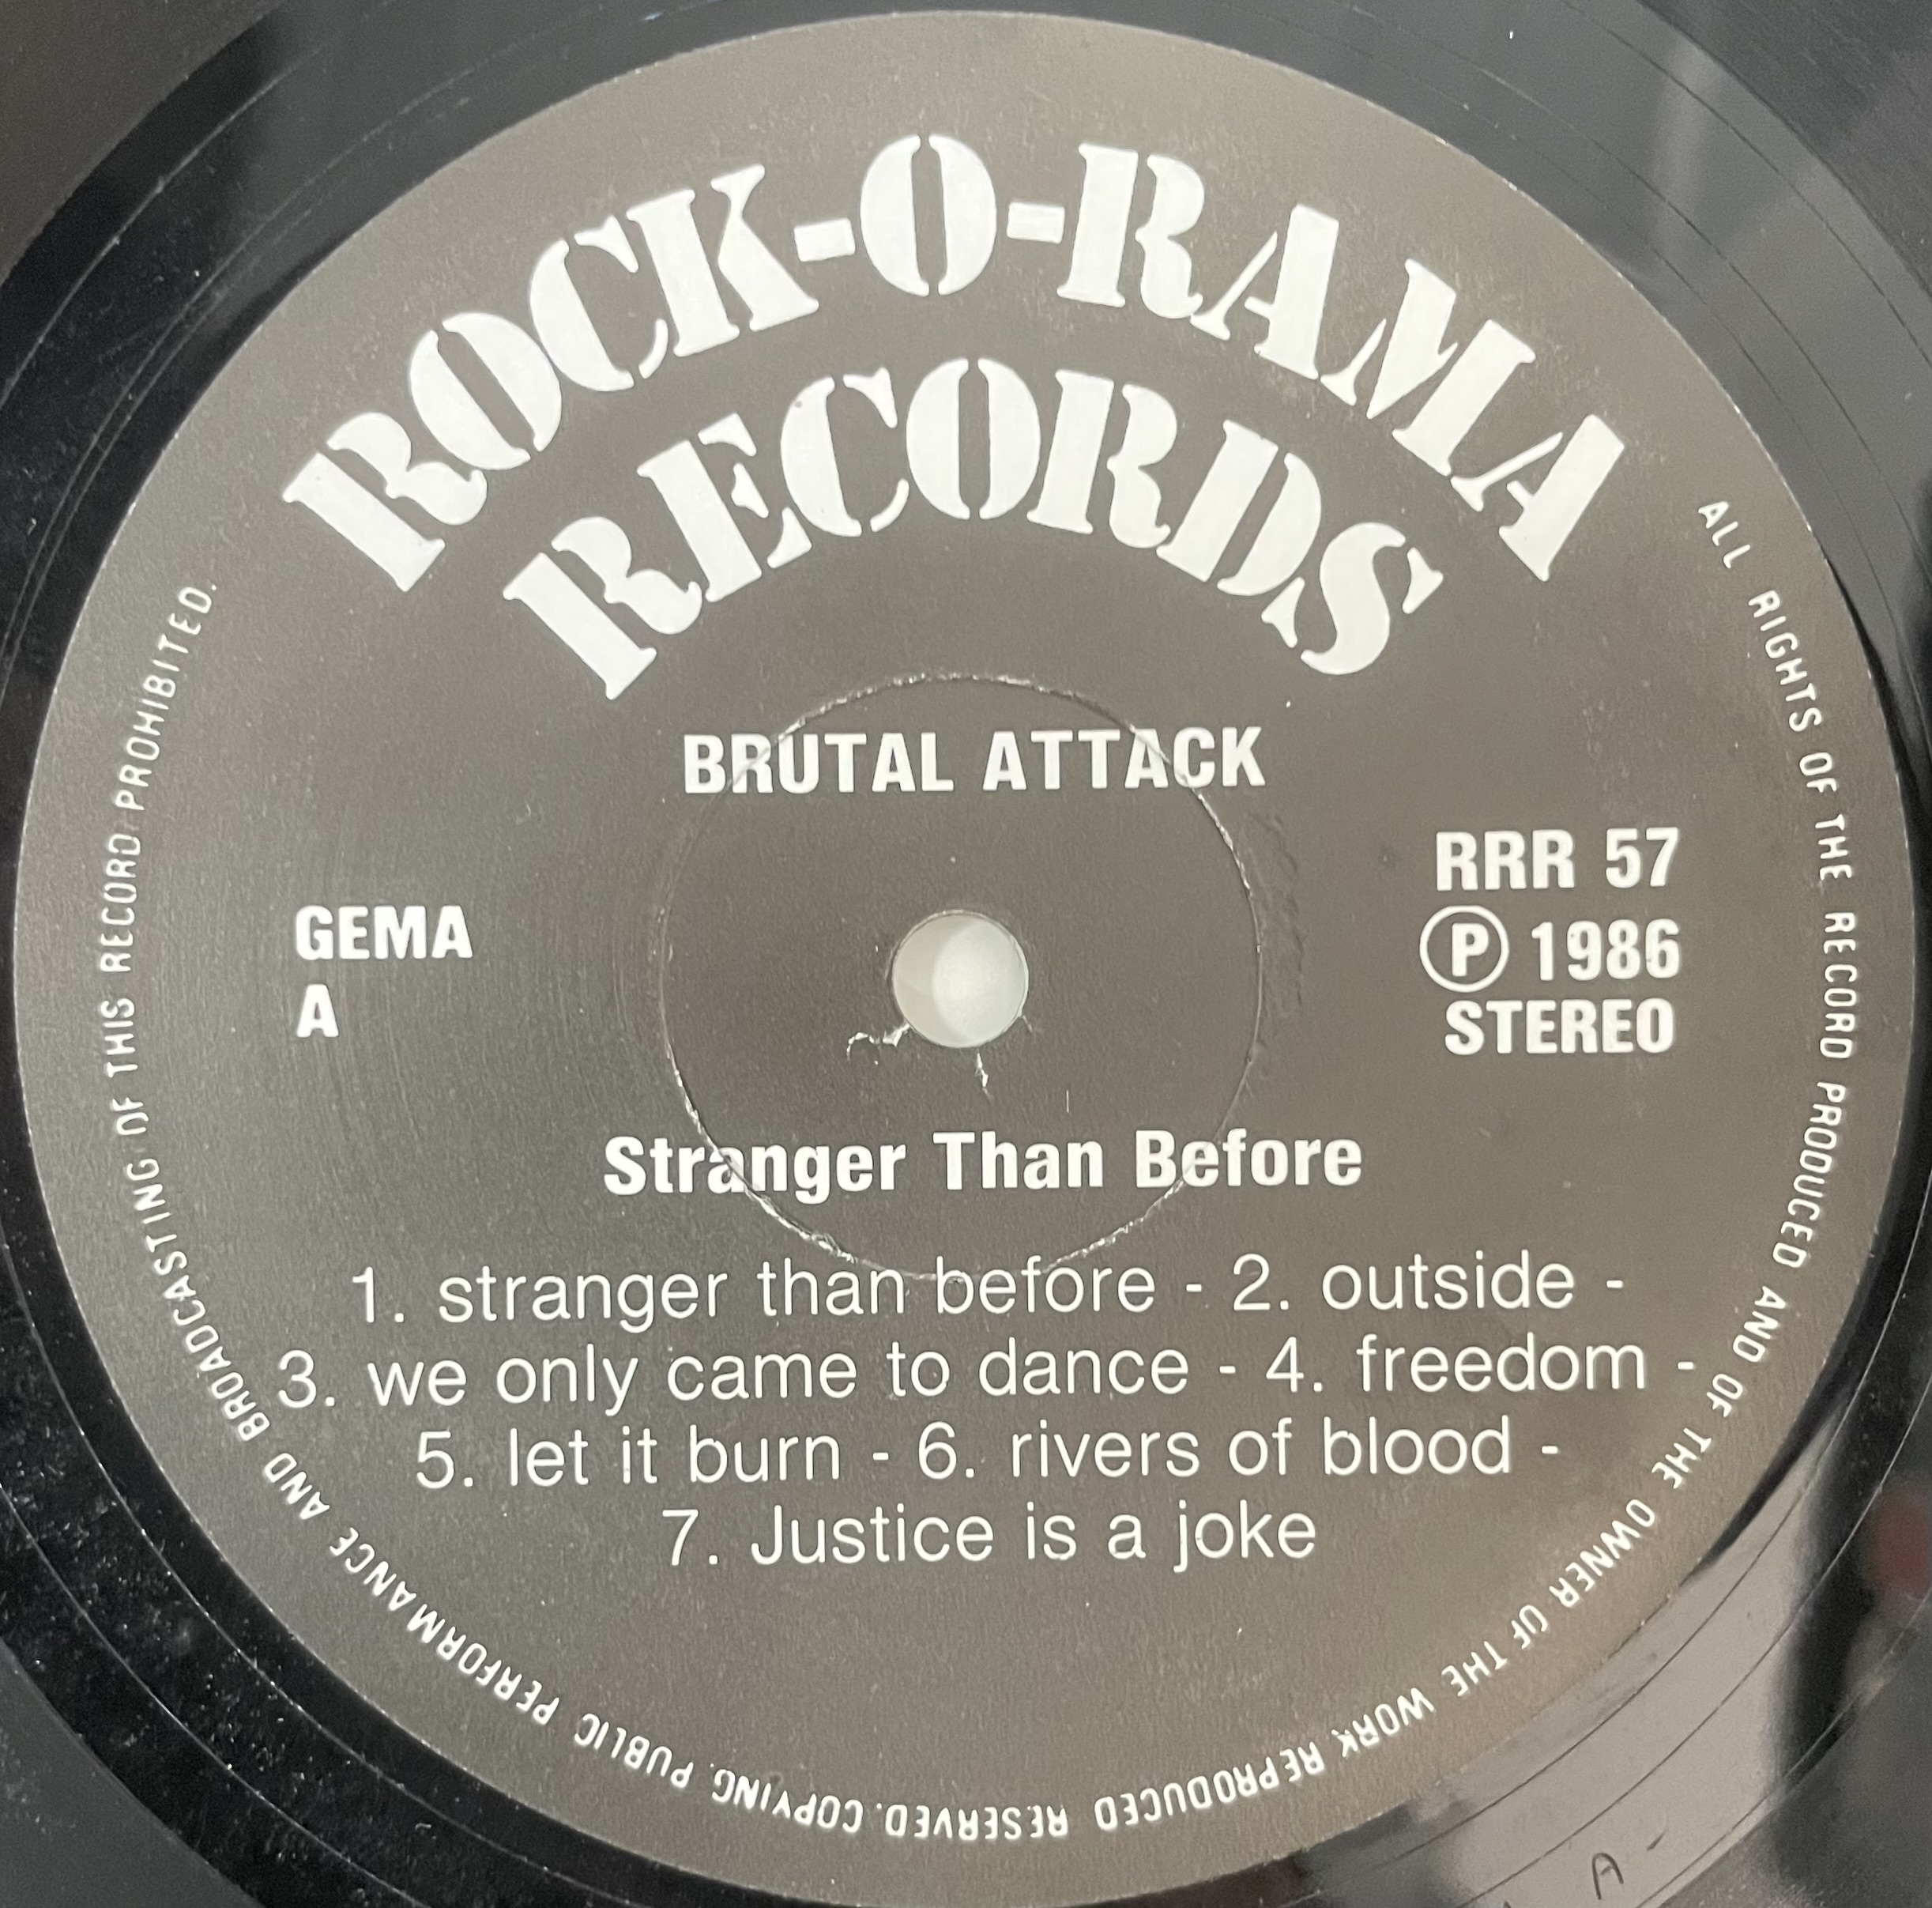 ROCK-O-RAMA
RECORDS
BRUTAL ATTACK
GEMA
A
RRR 57
Ⓟ 1986
STEREO
Stranger Than Before
1. stranger than before - 2. outside -
3. we only came to dance - 4. freedom -
5. let it burn - 6. rivers of blood -
7. Justice is a joke
ALL RIGHTS OF THE RECORD PRODUCED AND OF THE OWNER OF THE WORK REPRODUCED RESERVED. COPYING, PUBLIC PERFORMANCE AND BROADCASTING OF THIS RECORD PROHIBITED.
A -